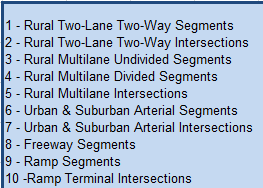 1 - Rural Two-Lane Two-Way Segments
2 - Rural Two-Lane Two-Way Intersections
3 - Rural Multilane Undivided Segments
4 - Rural Multilane Divided Segments
5 - Rural Multilane Intersections
6 - Urban & Suburban Arterial Segments
7 - Urban & Suburban Arterial Intersections
8 - Freeway Segments
9 - Ramp Segments
10 -Ramp Terminal Intersections